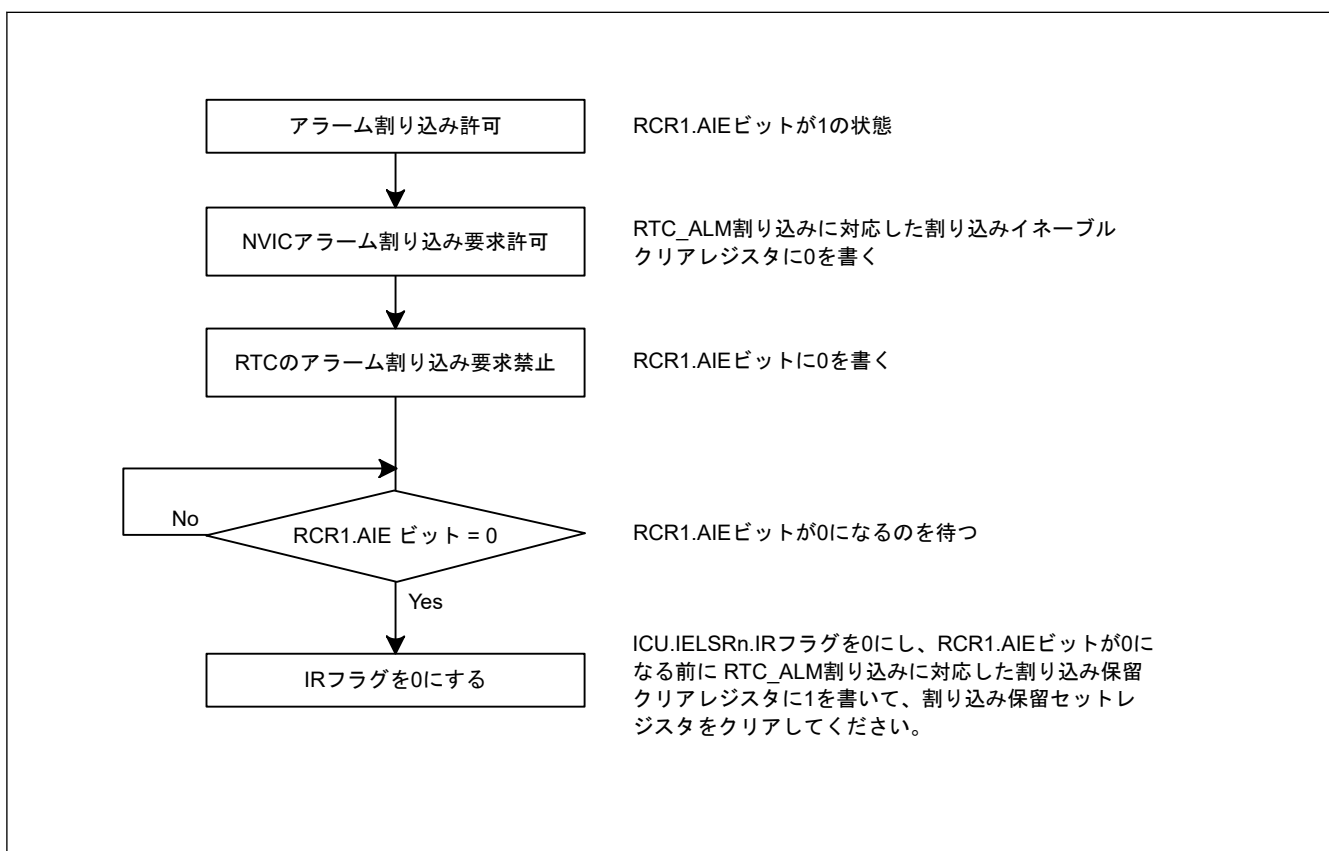 アラーム割り込み許可
RCR1.AIEビットが1の状態
NVICアラーム割り込み要求許可
RTC_ALM割り込みに対応した割り込みイネーブル
クリアレジスタに0を書く
RTCのアラーム割り込み要求禁止
RCR1.AIEビットに0を書く
No
RCR1.AIE ビット = 0
RCR1.AIEビットが0になるのを待つ
Yes
IRフラグを0にする
ICU.IELSRn.IRフラグを0にし、RCR1.AIEビットが0に
なる前に RTC_ALM割り込みに対応した割り込み保留
クリアレジスタに1を書いて、割り込み保留セットレ
ジスタをクリアしてください。